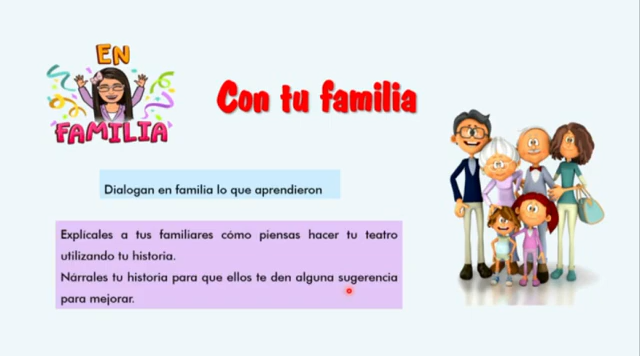 EN
FAMILIA
Con tu familia
Dialogan en familia lo que aprendieron
Explícales a tus familiares cómo piensas hacer tu teatro
utilizando tu historia.
Nárrales tu historia para que ellos te den alguna sugerencia
para mejorar.